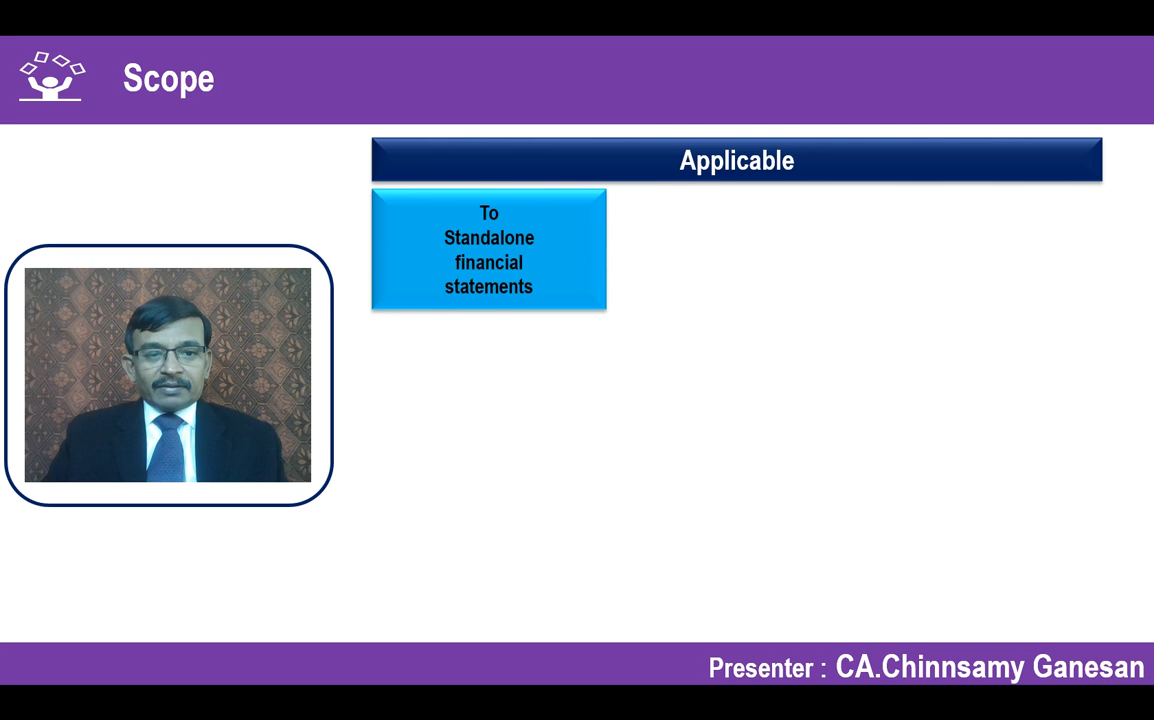 Scope
Applicable
To
Standalone
financial
statements
Presenter : CA.Chinnsamy Ganesan